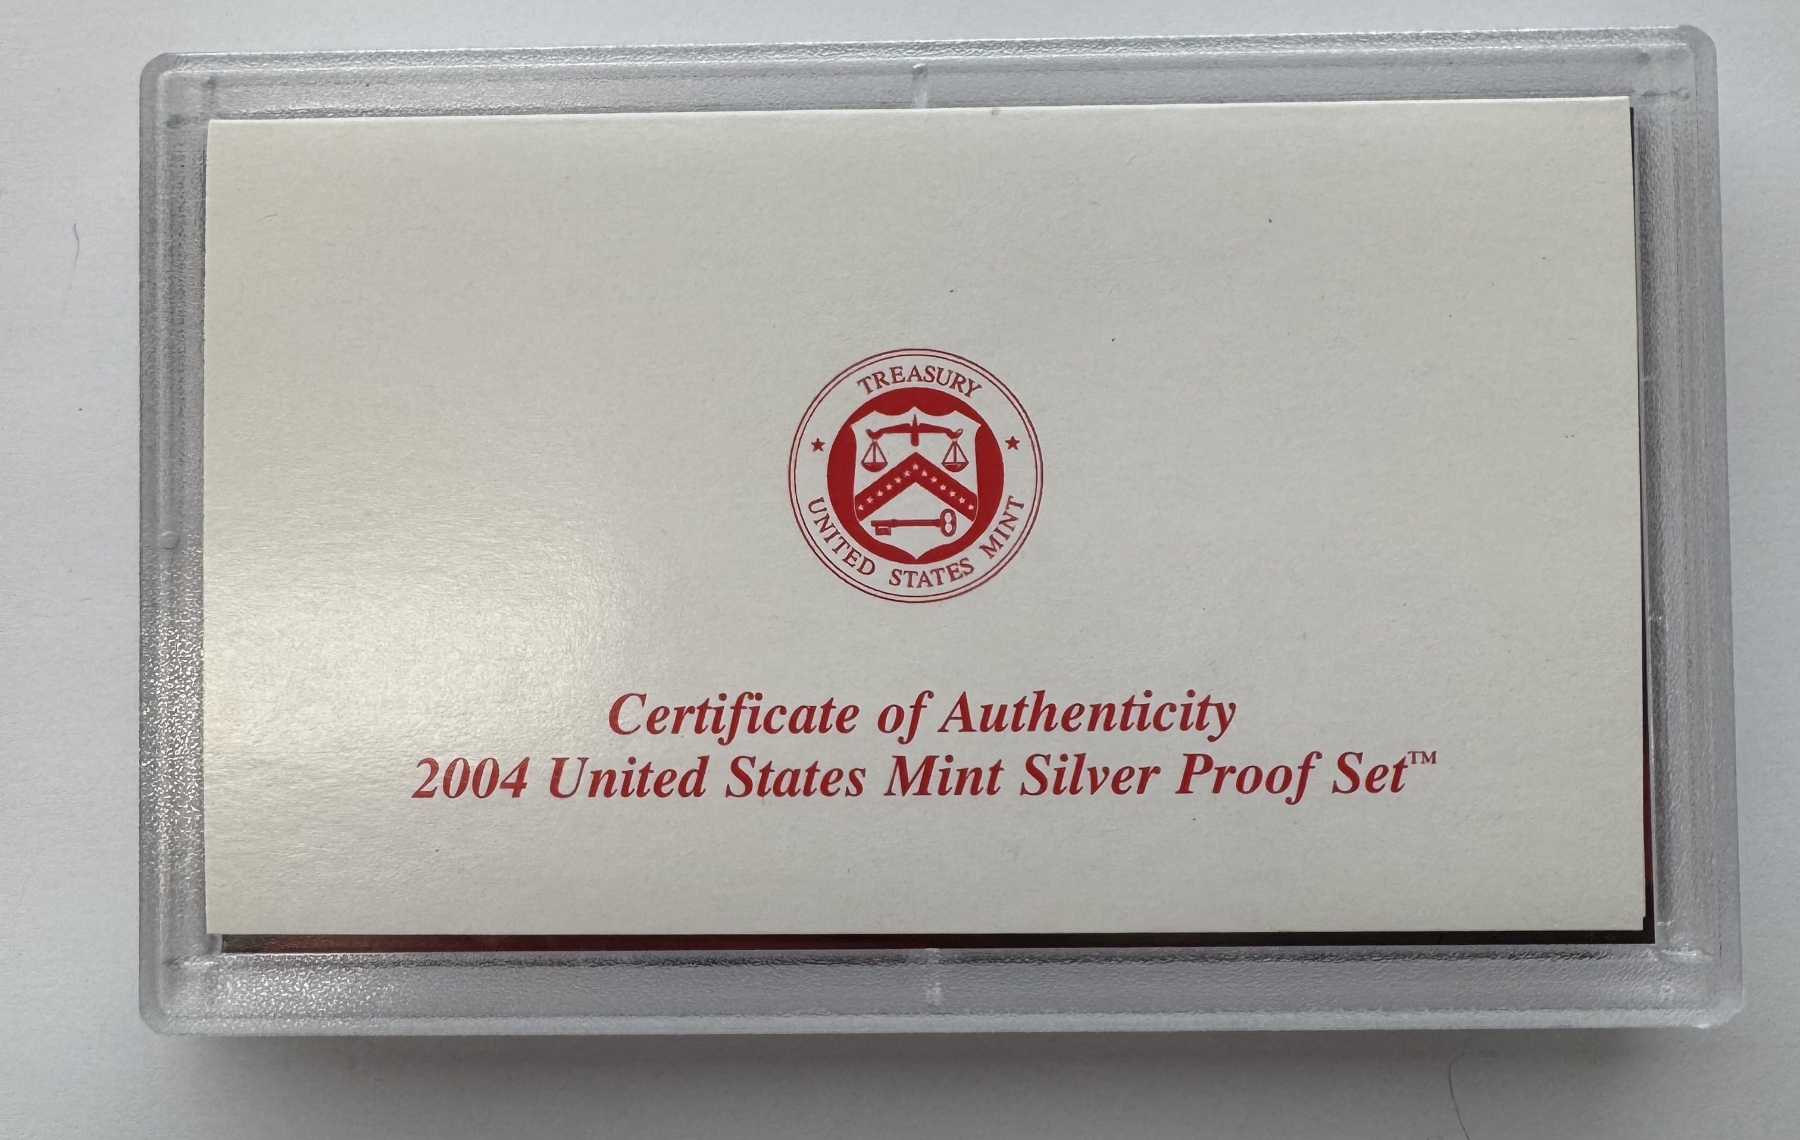 TREASURY
UNITED STATES MINT
Certificate of Authenticity
2004 United States Mint Silver Proof Set™